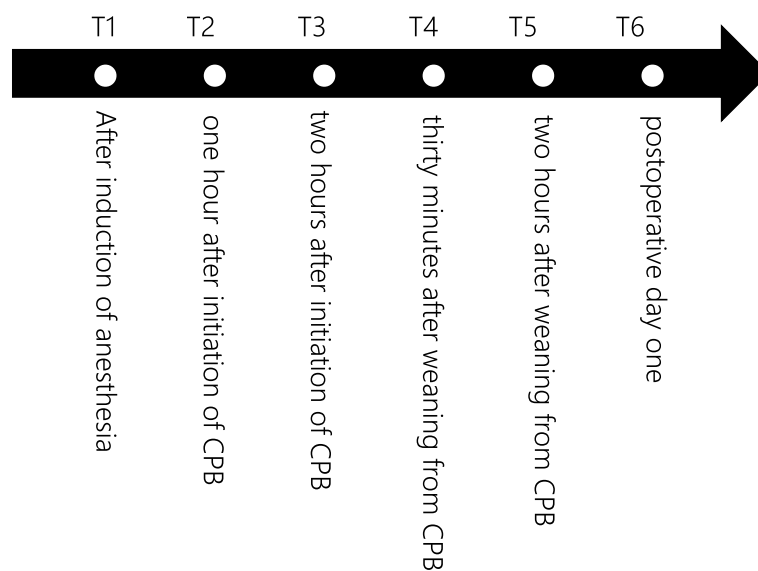 T1
T2
T3
T4
T5
T6
After induction of anesthesia
one hour after initiation of CPB
two hours after initiation of CPB
thirty minutes after weaning from CPB
two hours after weaning from CPB
postoperative day one